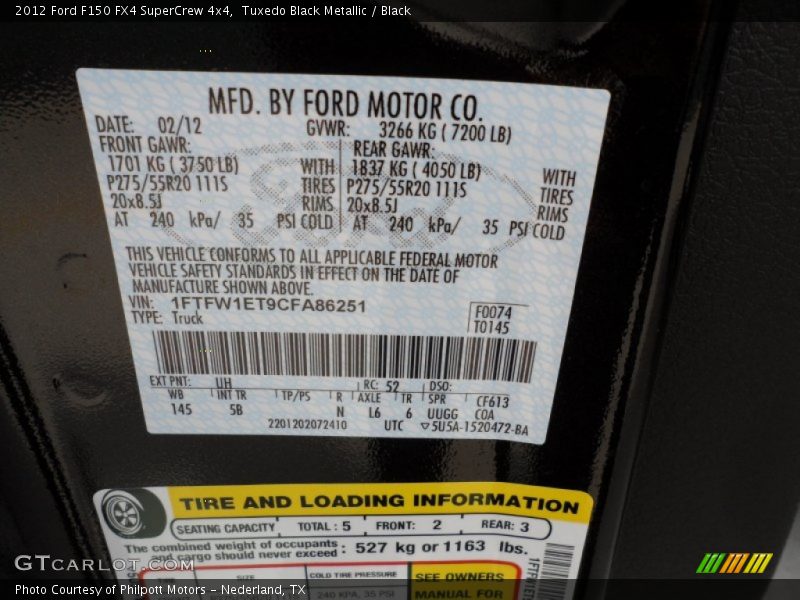 2012 Ford F150 FX4 SuperCrew 4x4, Tuxedo Black Metallic / Black
MFD. BY FORD MOTOR CO.
DATE: 02/12 GVWR: 3266 KG ( 7200 LB)
FRONT GAWR: REAR GAWR:
1701 KG ( 3750 LB) WITH 1837 KG ( 4050 LB) WITH
P275/55R20 111S TIRES P275/55R20 111S TIRES
20x8.5J RIMS 20x8.5J RIMS
AT 240 kPa/ 35 PSI COLD AT 240 kPa/ 35 PSI COLD
THIS VEHICLE CONFORMS TO ALL APPLICABLE FEDERAL MOTOR
VEHICLE SAFETY STANDARDS IN EFFECT ON THE DATE OF
MANUFACTURE SHOWN ABOVE.
VIN: 1FTFW1ET9CFA86251 F0074
TYPE: Truck T0145
EXT PNT: UH RC: 52 DSO:
WB INT TR TP/PS R AXLE TR SPR CF613
145 5B N L6 6 UUGG COA
2201202072410 UTC ▽5U5A-1520472-BA
TIRE AND LOADING INFORMATION
SEATING CAPACITY TOTAL : 5 FRONT: 2 REAR: 3
The combined weight of occupants
and cargo should never exceed : 527 kg or 1163 lbs.
SIZE COLD TIRE PRESSURE SEE OWNERS
240 KPA, 35 PSI MANUAL FOR
GTcarlot.com
Photo Courtesy of Philpott Motors - Nederland, TX